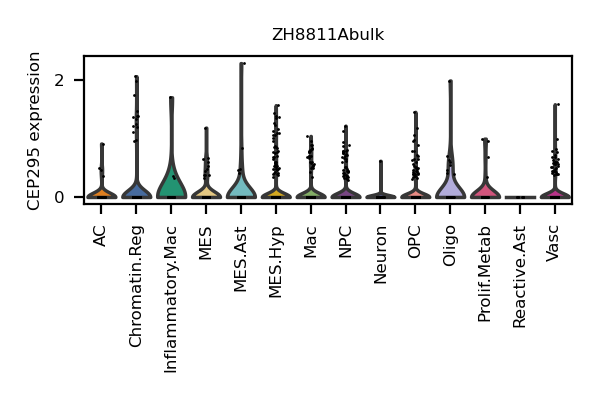 ZH8811Abulk
CEP295 expression
2
0
AC
Chromatin.Reg
Inflammatory.Mac
MES
MES.Ast
MES.Hyp
Mac
NPC
Neuron
OPC
Oligo
Prolif.Metab
Reactive.Ast
Vasc